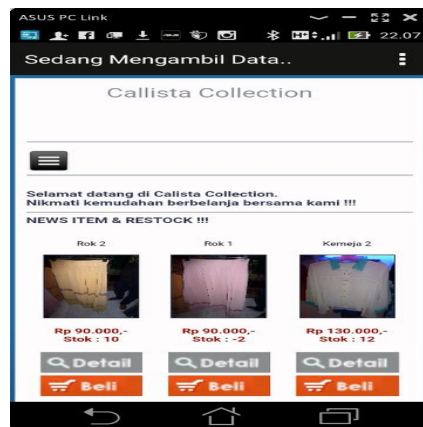 ASUS PC Link
22.07
Sedang Mengambil Data..
Callista Collection
Selamat datang di Calista Collection.
Nikmati kemudahan berbelanja bersama kami !!!
NEWS ITEM & RESTOCK !!!
Rok 2 Rok 1 Kemeja 2
Rp 90.000,- Rp 90.000,- Rp 130.000,-
Stok : 10 Stok : -2 Stok : 12
Detail Detail Detail
Beli Beli Beli